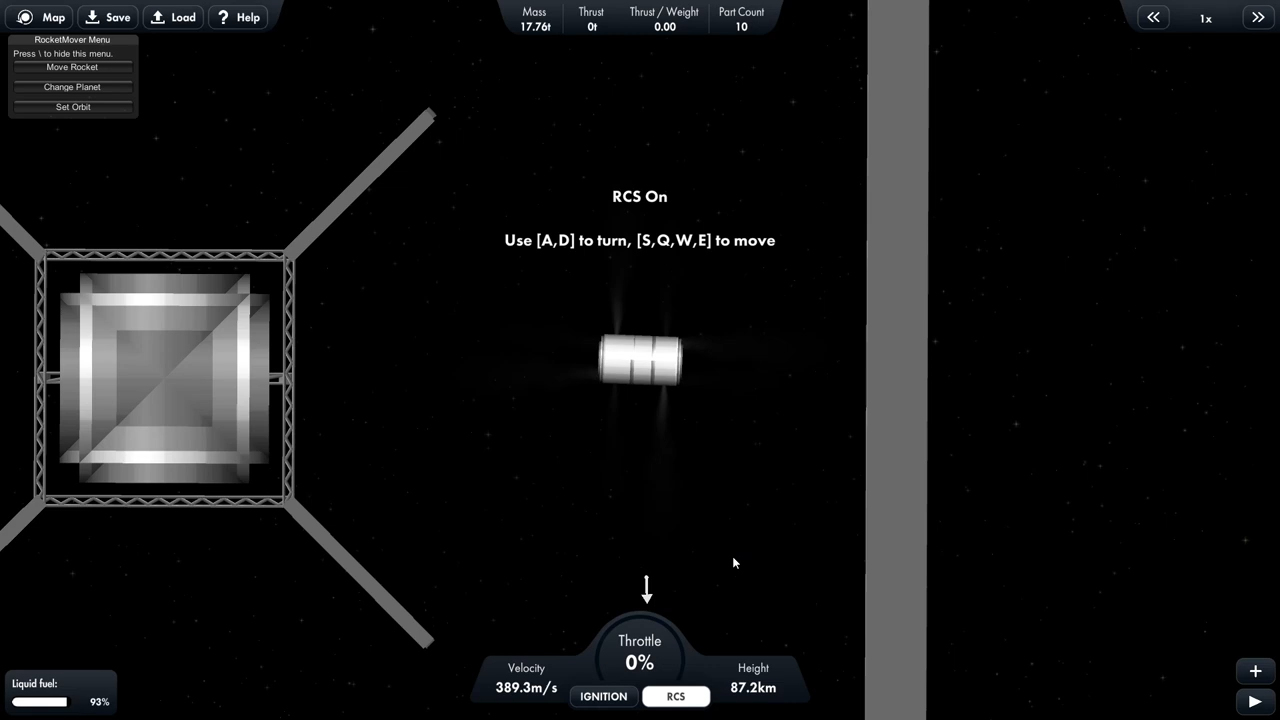 Map Save Load Help
RocketMover Menu
Press \ to hide this menu.
Move Rocket
Change Planet
Set Orbit
Mass Thrust Thrust / Weight Part Count
17.76t 0t 0.00 10
1x
RCS On
Use [A,D] to turn, [S,Q,W,E] to move
Throttle
0%
Velocity Height
389.3m/s 87.2km
IGNITION RCS
Liquid fuel:
93%